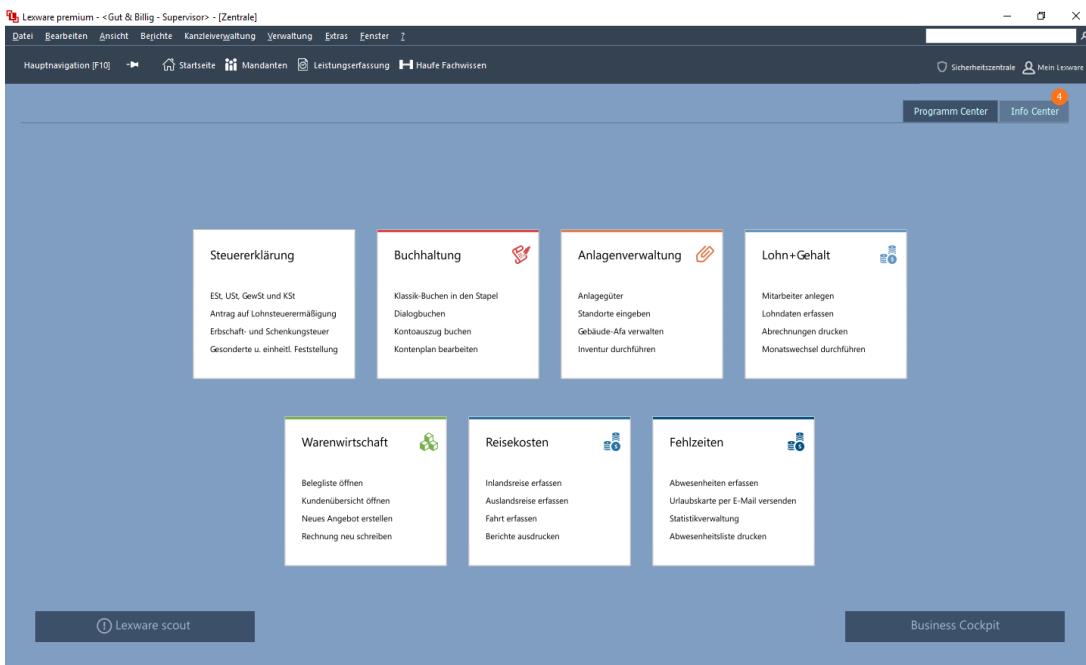 Lexware premium - <Gut & Billig - Supervisor> - [Zentrale]
Datei Bearbeiten Ansicht Berichte Kanzleiverwaltung Verwaltung Extras Fenster ?
Hauptnavigation [F10] Startseite Mandanten Leistungserfassung Haufe Fachwissen Sicherheitszentrale Mein Lexware
4
Programm Center Info Center
Steuererklärung
ESt, USt, GewSt und KSt
Antrag auf Lohnsteuerermäßigung
Erbschaft- und Schenkungsteuer
Gesonderte u. einheitl. Feststellung
Buchhaltung
Klassik-Buchen in den Stapel
Dialogbuchen
Kontoauszug buchen
Kontenplan bearbeiten
Anlagenverwaltung
Anlagegüter
Standorte eingeben
Gebäude-Afa verwalten
Inventur durchführen
Lohn+Gehalt
Mitarbeiter anlegen
Lohndaten erfassen
Abrechnungen drucken
Monatswechsel durchführen
Warenwirtschaft
Belegliste öffnen
Kundenübersicht öffnen
Neues Angebot erstellen
Rechnung neu schreiben
Reisekosten
Inlandsreise erfassen
Auslandsreise erfassen
Fahrt erfassen
Berichte ausdrucken
Fehlzeiten
Abwesenheiten erfassen
Urlaubskarte per E-Mail versenden
Statistikverwaltung
Abwesenheitsliste drucken
Lexware scout
Business Cockpit